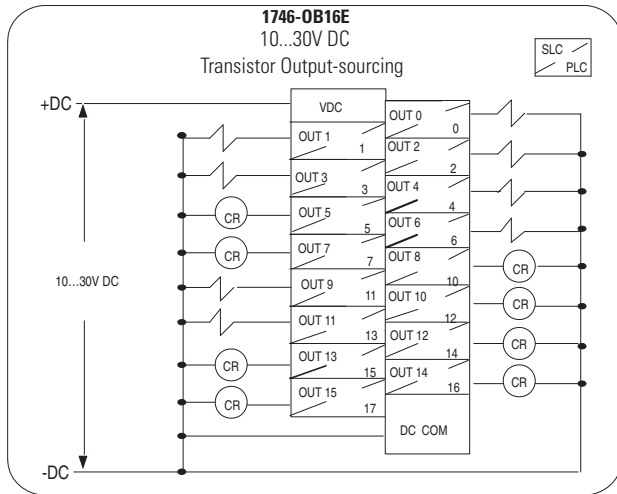 1746-OB16E
10...30V DC
Transistor Output-sourcing
SLC
PLC
+DC
VDC
OUT 0
0
OUT 1
1
OUT 2
2
OUT 3
3
OUT 4
4
OUT 5
5
CR
OUT 6
6
OUT 7
7
CR
OUT 8
10
CR
10...30V DC
OUT 9
11
OUT 10
12
CR
OUT 11
13
OUT 12
14
CR
OUT 13
15
CR
OUT 14
16
CR
OUT 15
17
CR
DC COM
-DC